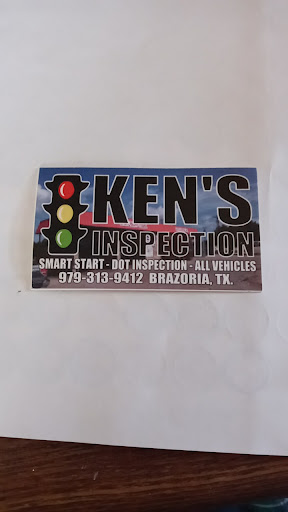 KEN'S
INSPECTION
SMART START - DOT INSPECTION - ALL VEHICLES
979-313-9412 BRAZORIA, TX.